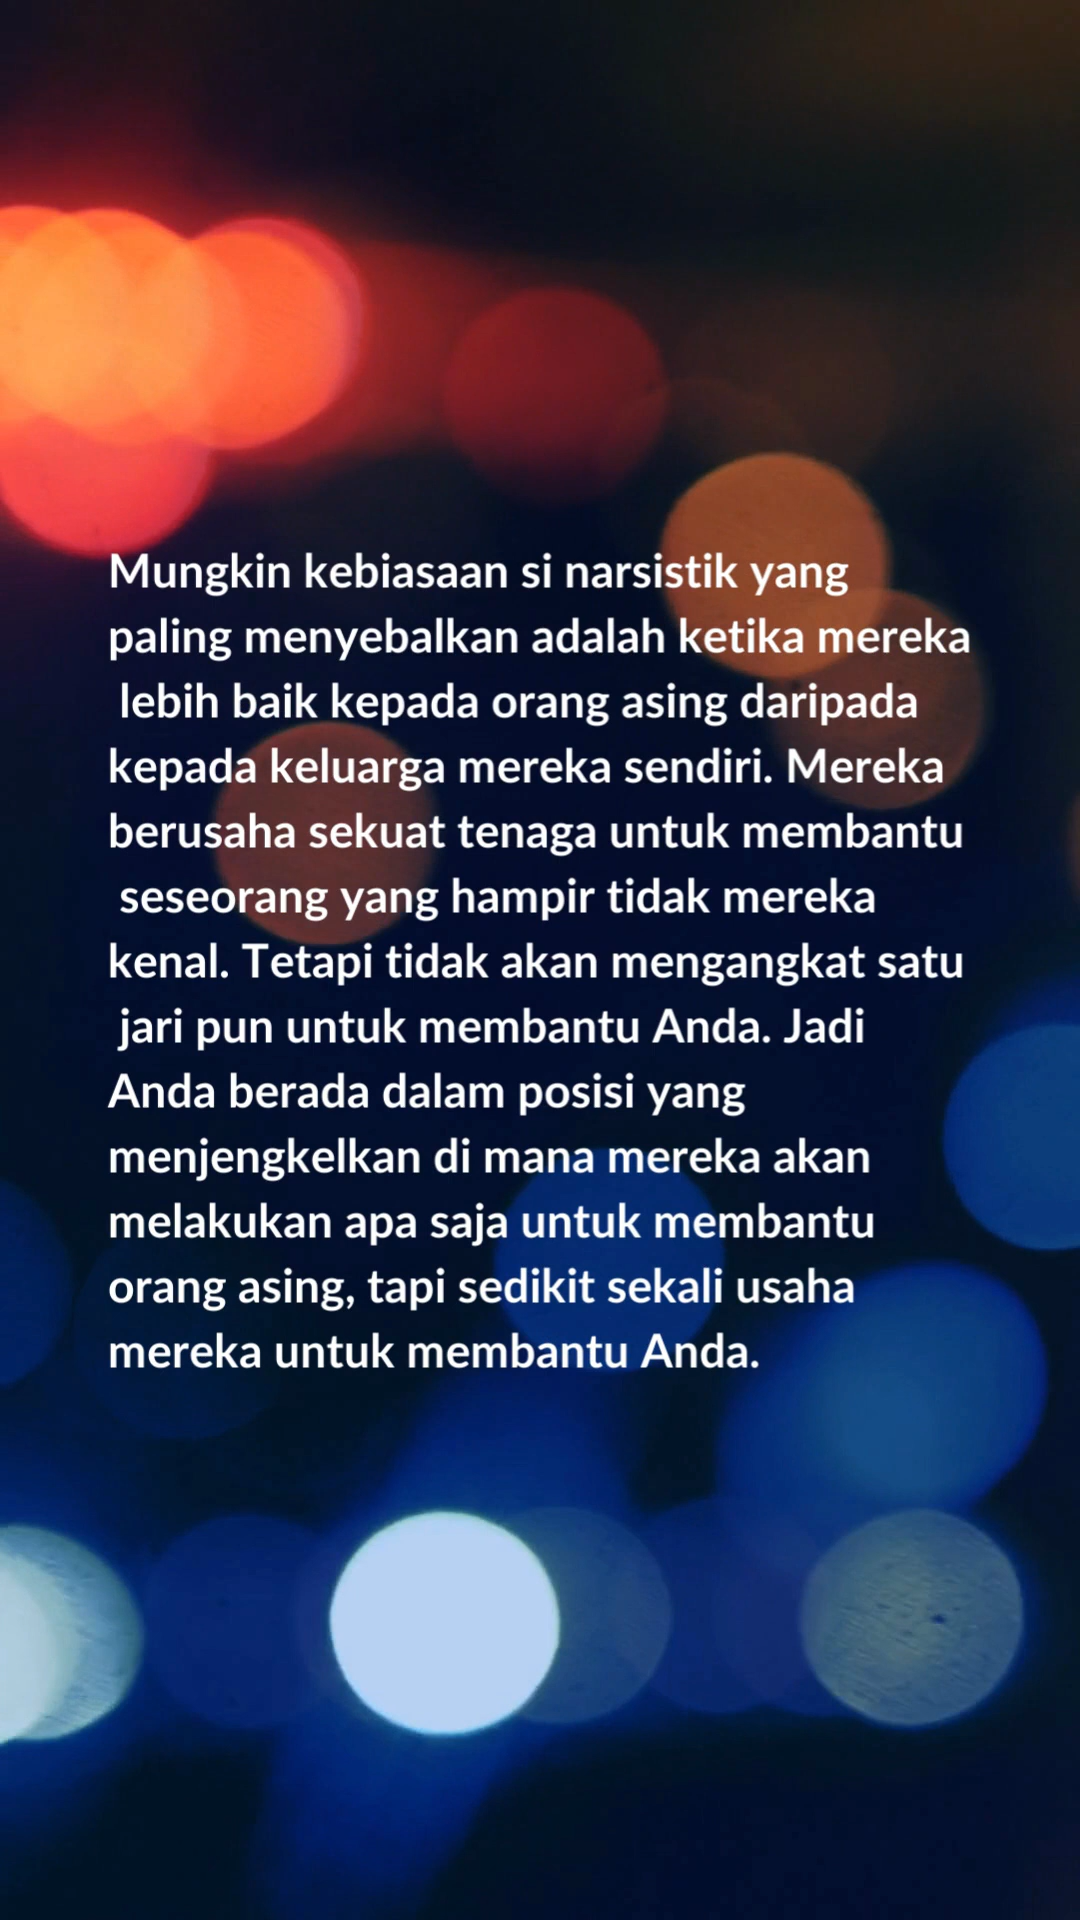 Mungkin kebiasaan si narsistik yang
paling menyebalkan adalah ketika mereka
lebih baik kepada orang asing daripada
kepada keluarga mereka sendiri. Mereka
berusaha sekuat tenaga untuk membantu
seseorang yang hampir tidak mereka
kenal. Tetapi tidak akan mengangkat satu
jari pun untuk membantu Anda. Jadi
Anda berada dalam posisi yang
menjengkelkan di mana mereka akan
melakukan apa saja untuk membantu
orang asing, tapi sedikit sekali usaha
mereka untuk membantu Anda.